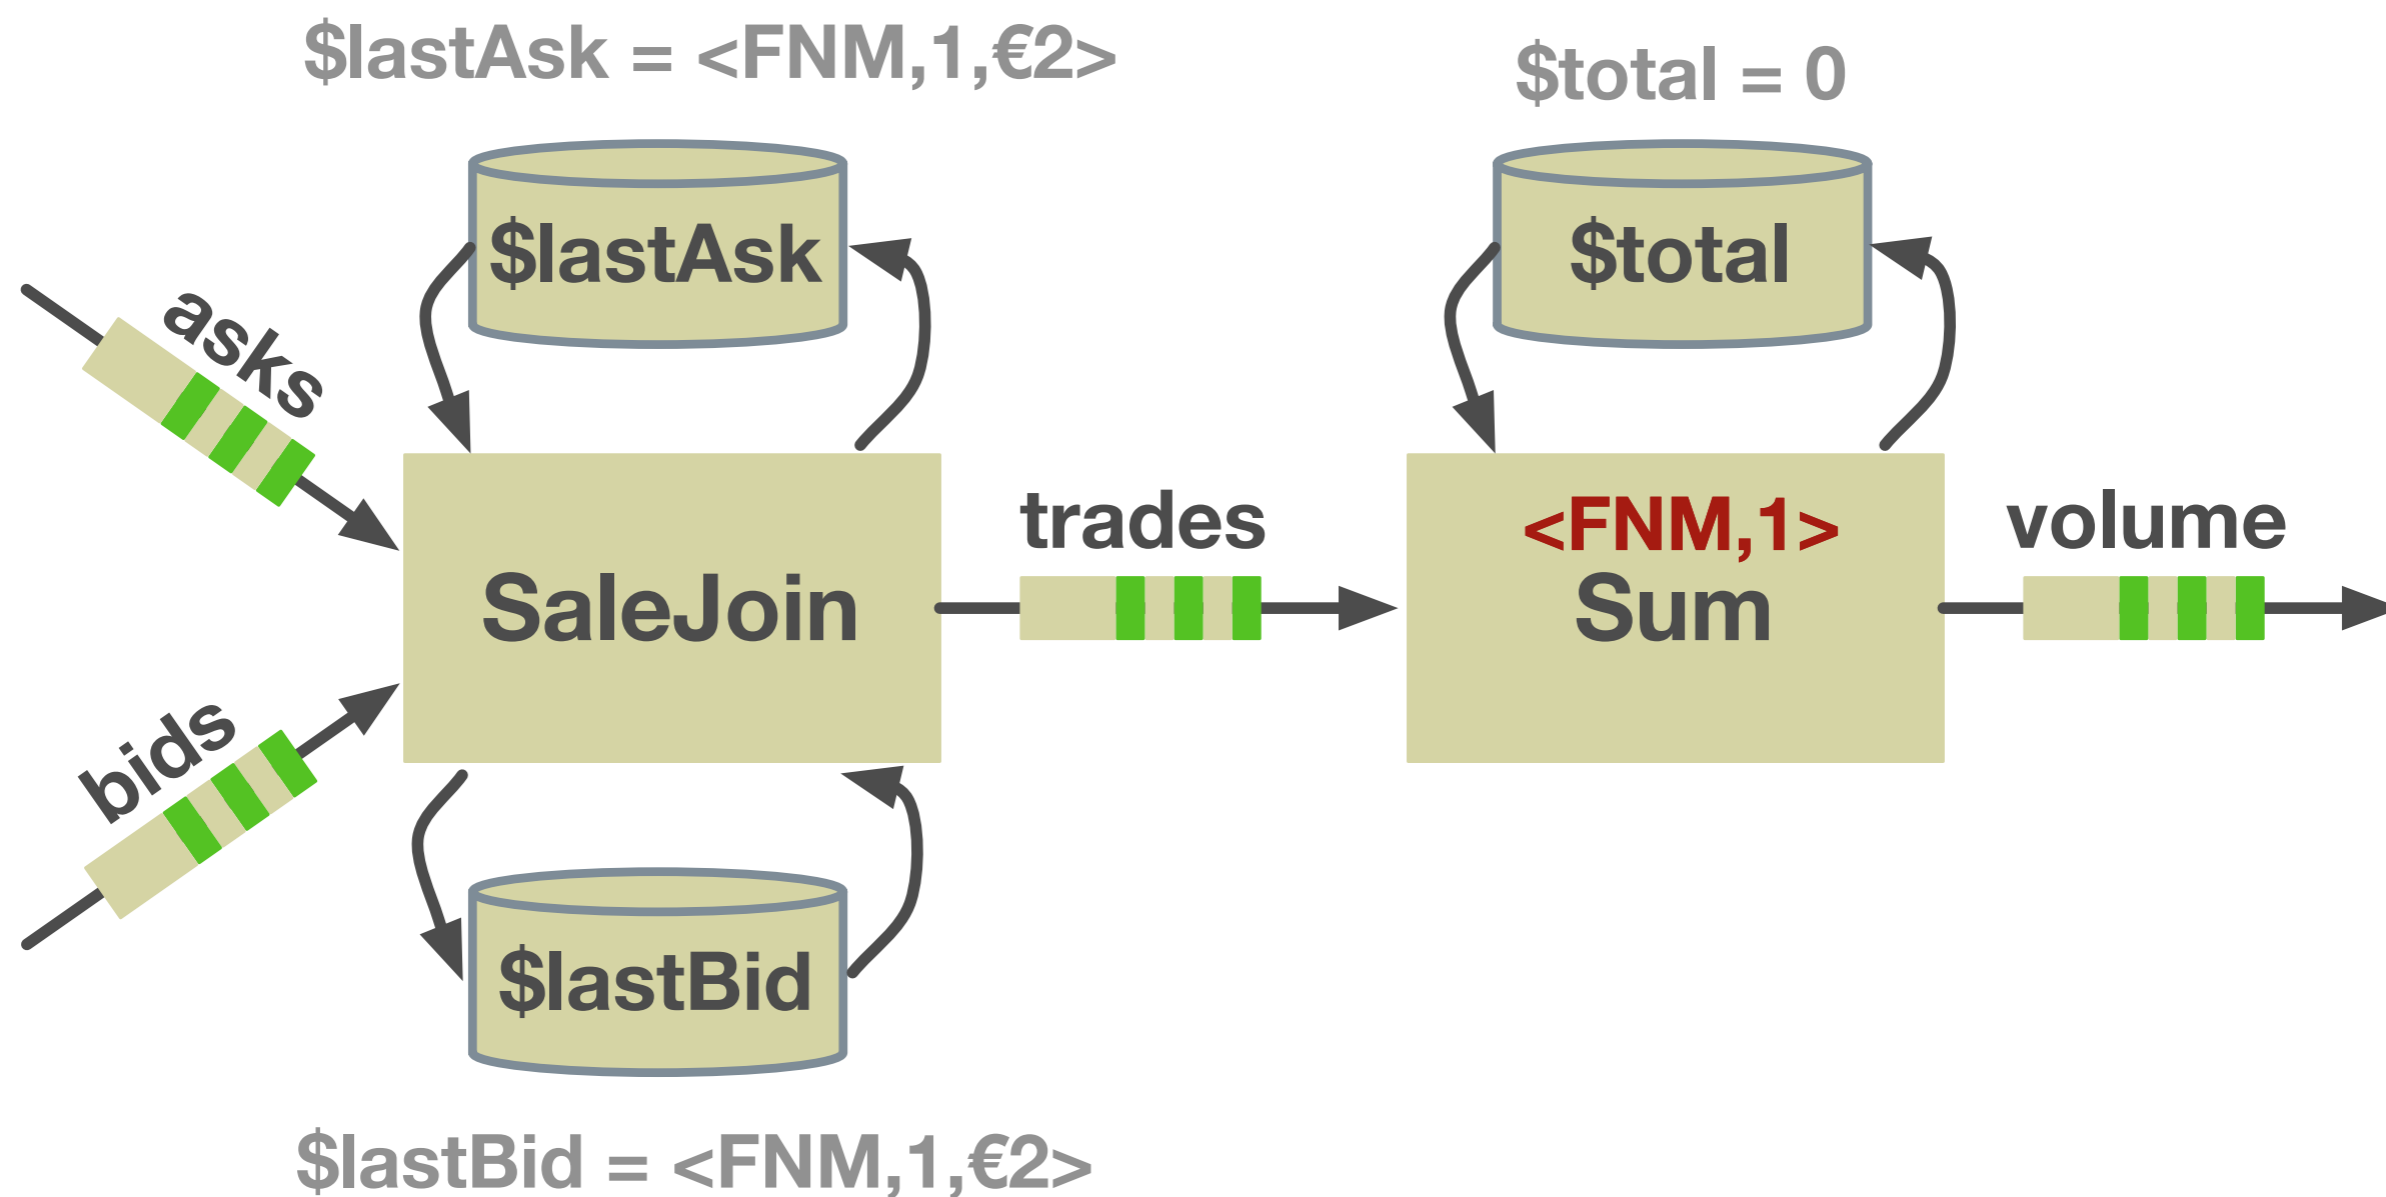 $lastAsk = <FNM,1,€2>
$total = 0
$lastAsk
$total
asks
trades
<FNM,1>
volume
SaleJoin
Sum
bids
$lastBid
$lastBid = <FNM,1,€2>